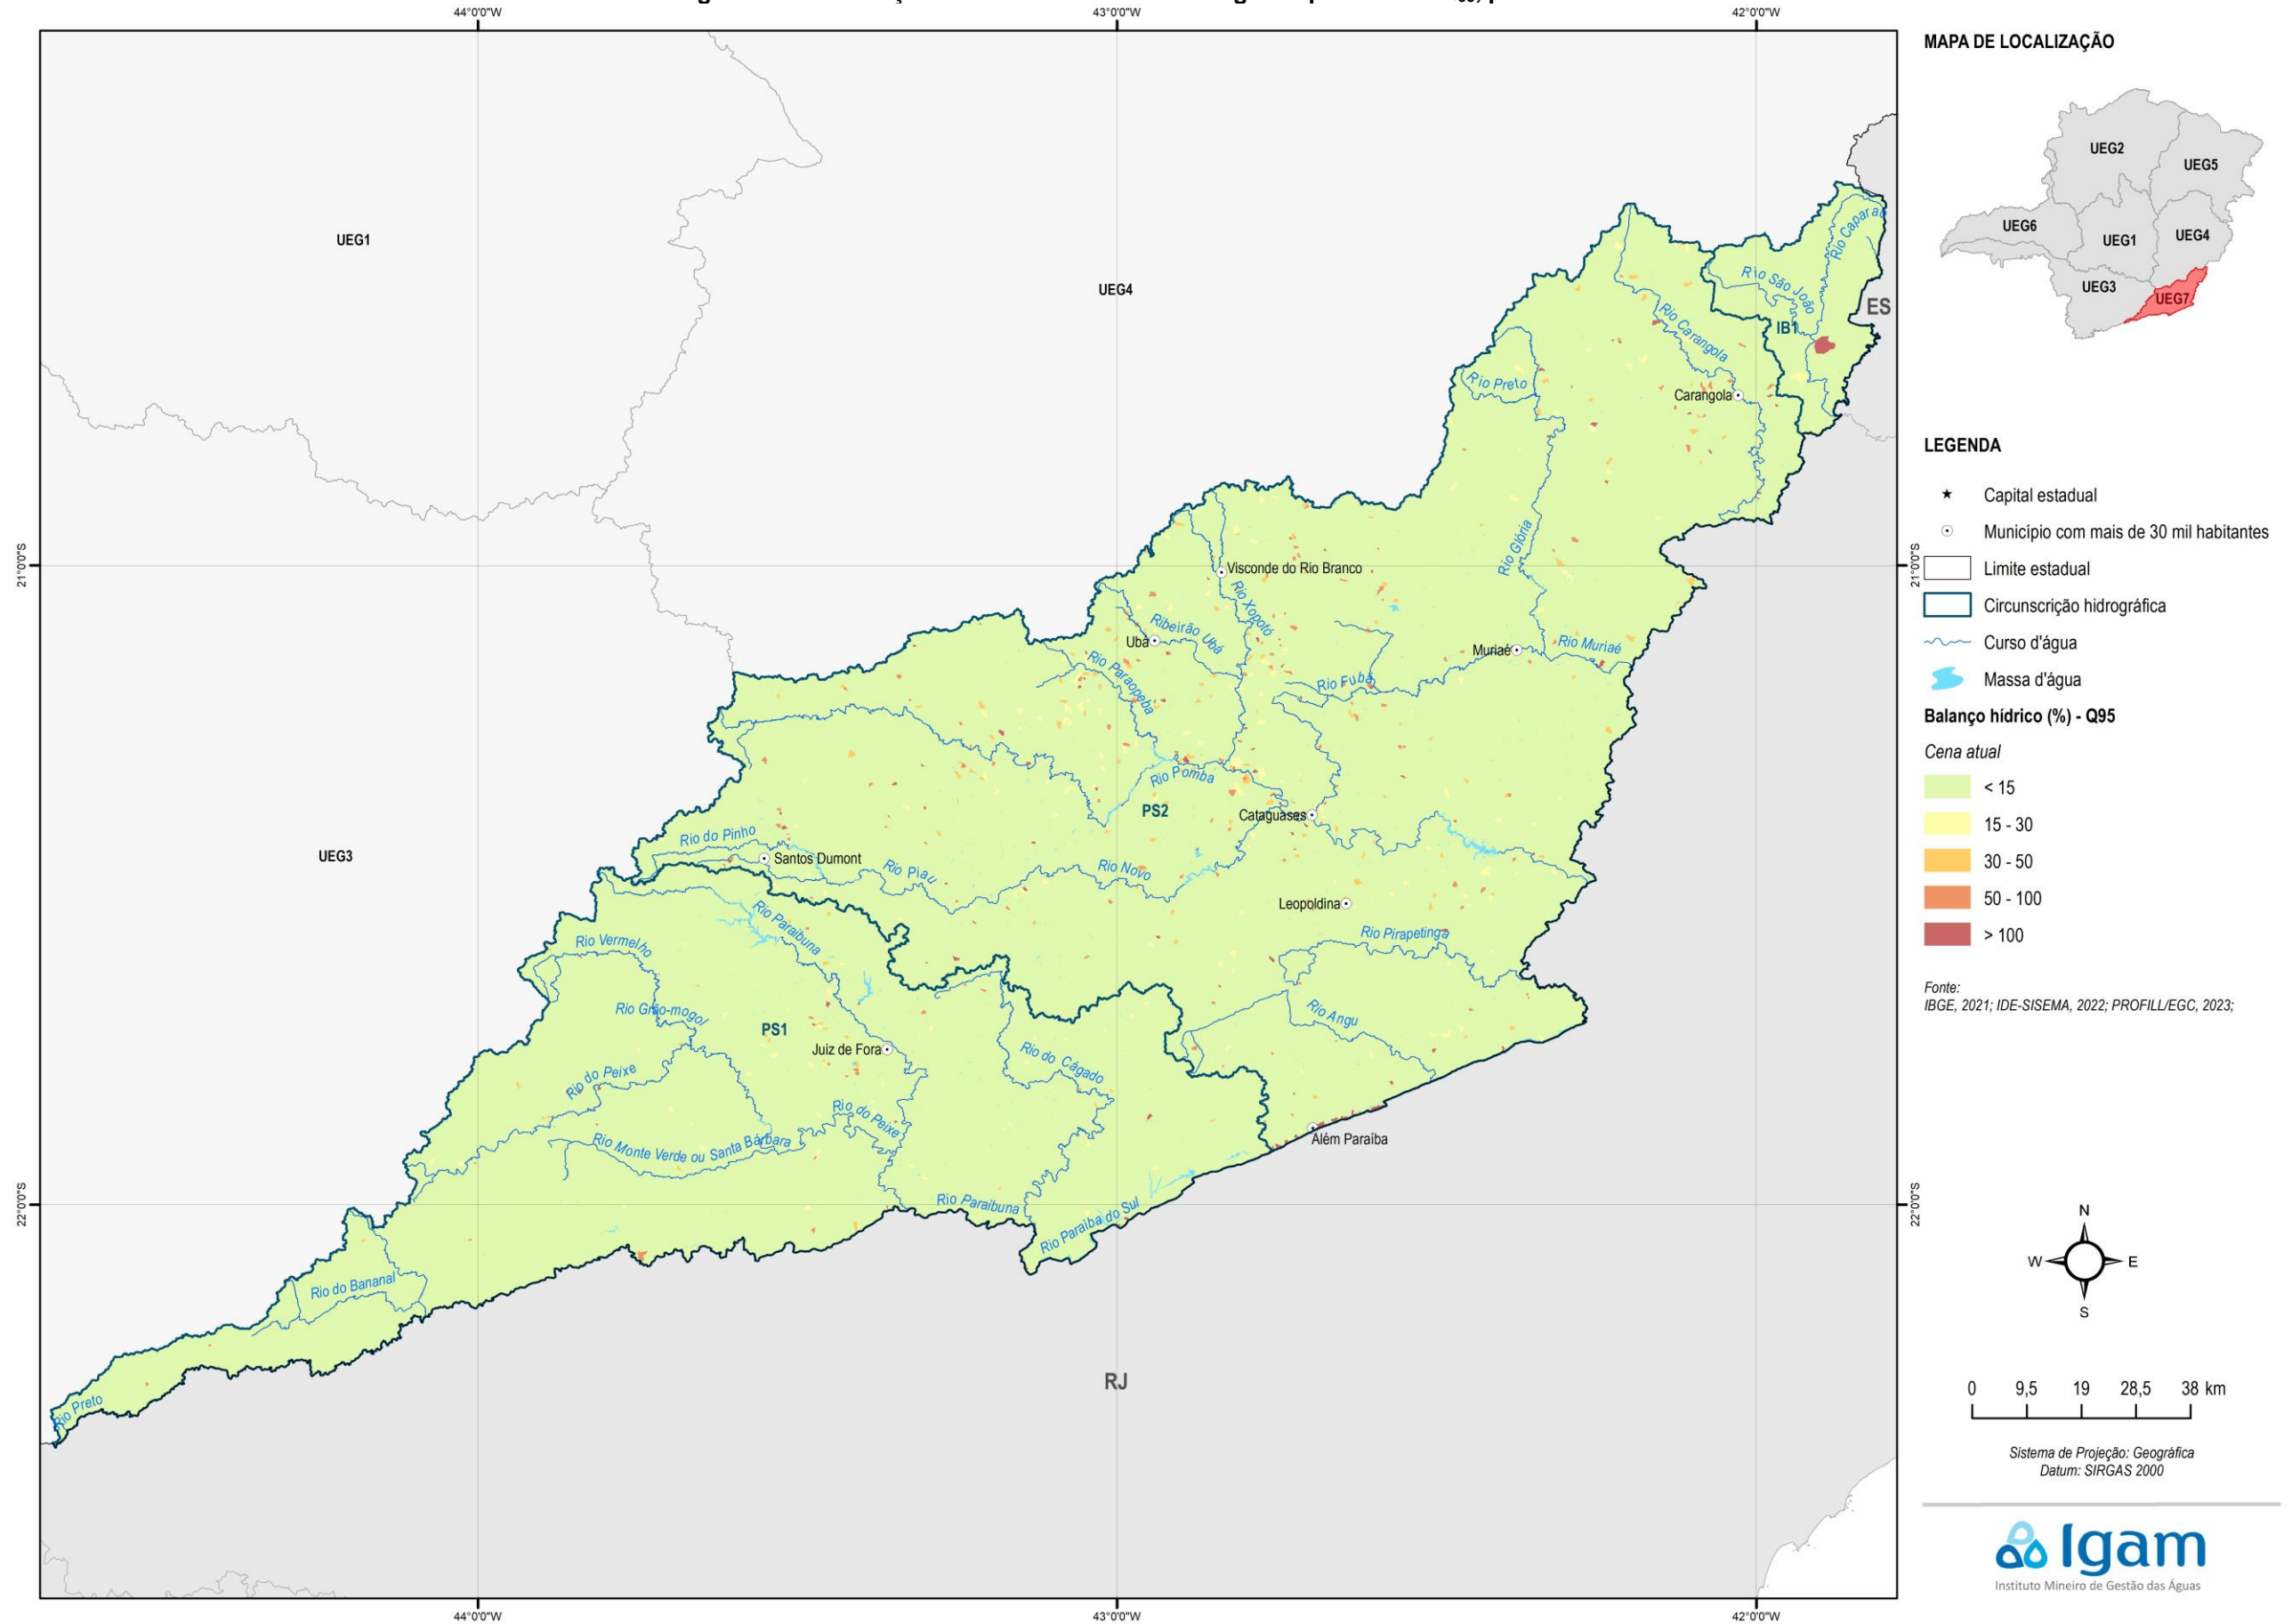 44°0'0"W
43°0'0"W
42°0'0"W
MAPA DE LOCALIZAÇÃO
UEG2
UEG5
UEG6
UEG1
UEG4
UEG3
UEG7
UEG1
UEG4
UEG3
ES
RJ
Rio Caparaó
Rio São João
IB1
Rio Carangola
Carangola
Rio Preto
Rio Glória
21°0'0"S
21°0'0"S
Visconde do Rio Branco
Rio Xopotó
Ribeirão Ubá
Ubá
Rio Paraopeba
Muriaé
Rio Muriaé
Rio Fubá
Rio Pomba
PS2
Cataguases
Rio do Pinho
Santos Dumont
Rio Piau
Rio Novo
Leopoldina
Rio Pirapetinga
Rio Paraibuna
Rio Vermelho
Rio Grão-mogol
PS1
Juiz de Fora
Rio Angu
Rio do Cágado
Rio do Peixe
Rio do Peixe
Rio Monte Verde ou Santa Bárbara
Além Paraíba
22°0'0"S
22°0'0"S
Rio Paraibuna
Rio Paraíba do Sul
Rio do Bananal
Rio Preto
44°0'0"W
43°0'0"W
42°0'0"W
LEGENDA
Capital estadual
Município com mais de 30 mil habitantes
Limite estadual
Circunscrição hidrográfica
Curso d'água
Massa d'água
Balanço hídrico (%) - Q95
Cena atual
< 15
15 - 30
30 - 50
50 - 100
> 100
Fonte:
IBGE, 2021; IDE-SISEMA, 2022; PROFILL/EGC, 2023;
N
W
E
S
0 9,5 19 28,5 38 km
Sistema de Projeção: Geográfica
Datum: SIRGAS 2000
Igam
Instituto Mineiro de Gestão das Águas